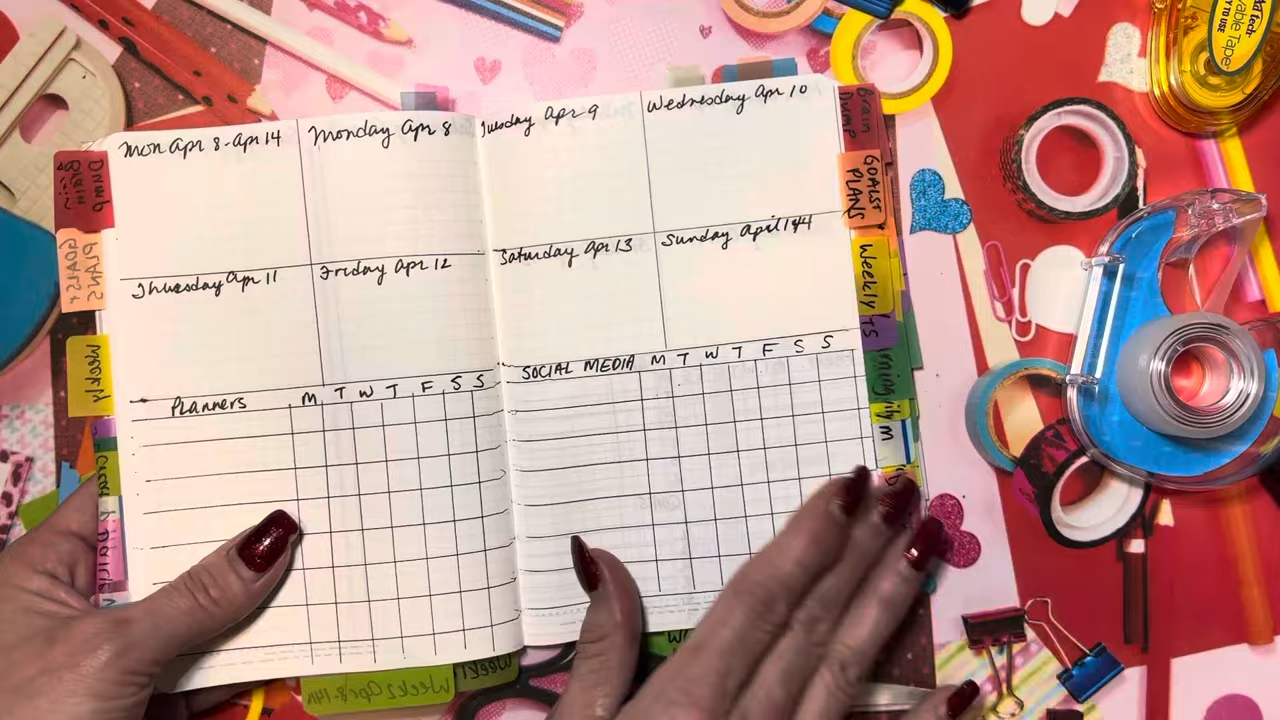 Mon Apr 8 - Apr 14
Monday Apr 8
Tuesday Apr 9
Wednesday Apr 10
Thursday Apr 11
Friday Apr 12
Saturday Apr 13
Sunday April 14
Planners M T W T F S S
SOCIAL MEDIA M T W T F S S
Brain
Dump
GOALS+
PLANS
Weekly
Brain
Dump
GOALS+
PLANS
Weekly